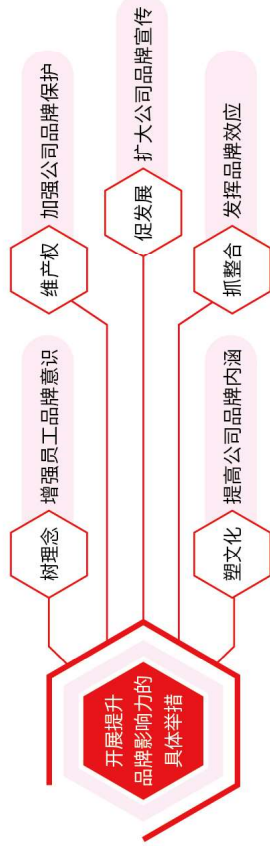 开展提升
品牌影响力的
具体举措
树理念
增强员工品牌意识
维产权
加强公司品牌保护
促发展
扩大公司品牌宣传
抓整合
发挥品牌效应
塑文化
提高公司品牌内涵